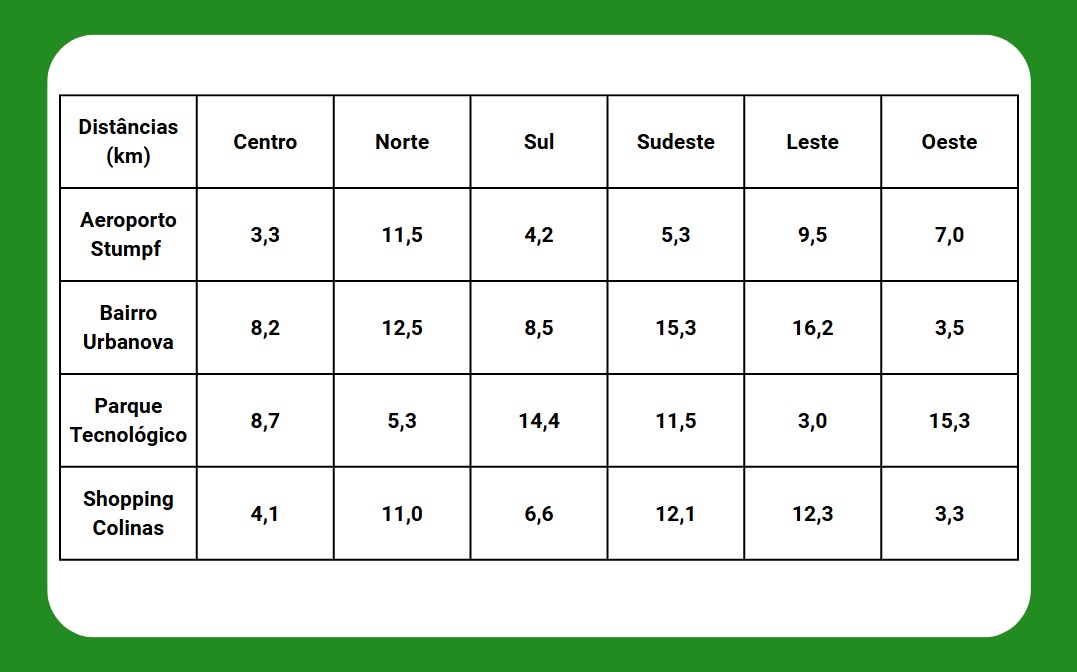 Distâncias
(km)
Centro
Norte
Sul
Sudeste
Leste
Oeste
Aeroporto
Stumpf
3,3
11,5
4,2
5,3
9,5
7,0
Bairro
Urbanova
8,2
12,5
8,5
15,3
16,2
3,5
Parque
Tecnológico
8,7
5,3
14,4
11,5
3,0
15,3
Shopping
Colinas
4,1
11,0
6,6
12,1
12,3
3,3